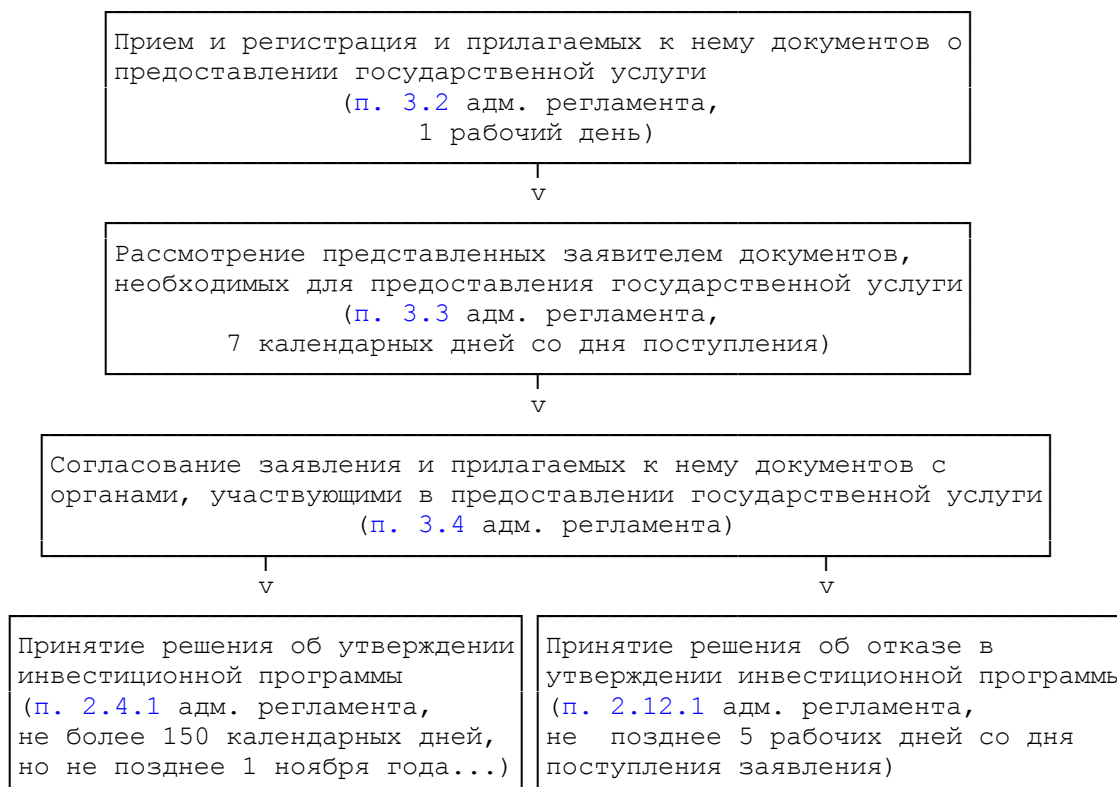 Прием и регистрация и прилагаемых к нему документов о
предоставлении государственной услуги
(п. 3.2 адм. регламента,
1 рабочий день)
v
Рассмотрение представленных заявителем документов,
необходимых для предоставления государственной услуги
(п. 3.3 адм. регламента,
7 календарных дней со дня поступления)
v
Согласование заявления и прилагаемых к нему документов с
органами, участвующими в предоставлении государственной услуги
(п. 3.4 адм. регламента)
v
v
Принятие решения об утверждении
инвестиционной программы
(п. 2.4.1 адм. регламента,
не более 150 календарных дней,
но не позднее 1 ноября года...)
Принятие решения об отказе в
утверждении инвестиционной программы
(п. 2.12.1 адм. регламента,
не позднее 5 рабочих дней со дня
поступления заявления)